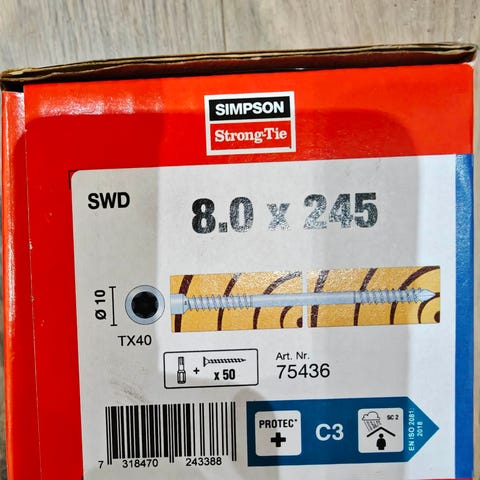 SIMPSON
Strong-Tie
SWD
8.0 x 245
Ø 10
TX40
+ x 50
Art. Nr.
75436
PROTEC+
+
C3
SC 2
EN ISO 2081:
2018
7 318470 243388